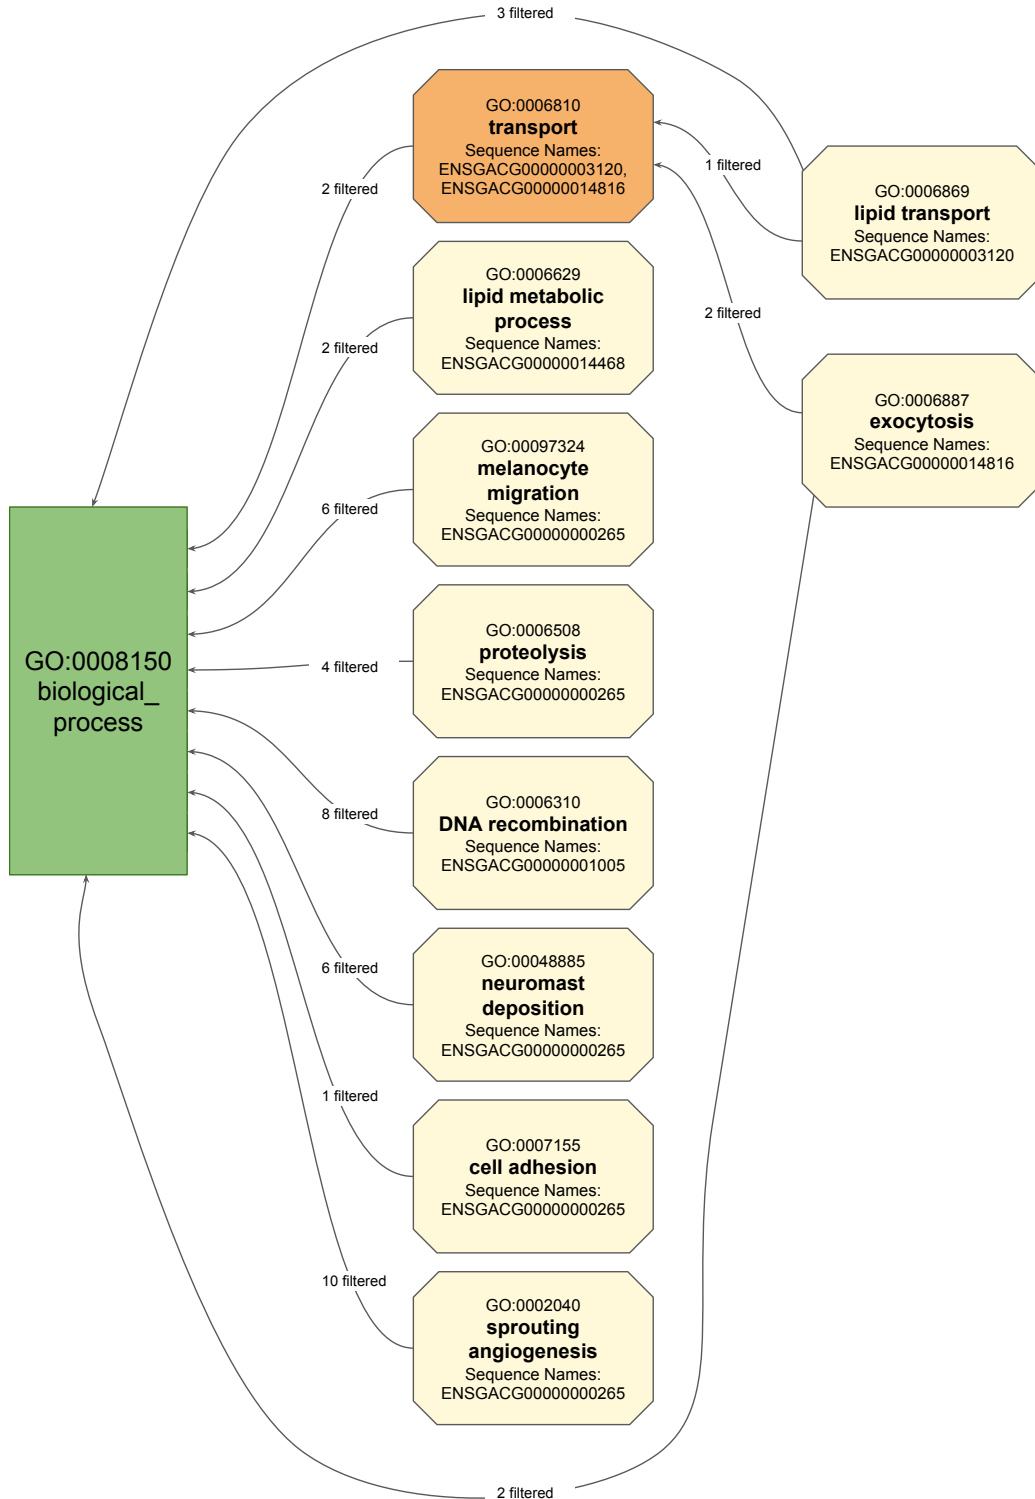 3 filtered
GO:0006810
transport
Sequence Names:
ENSGACG00000003120,
ENSGACG00000014816
2 filtered
1 filtered
GO:0006869
lipid transport
Sequence Names:
ENSGACG00000003120
GO:0006629
lipid metabolic
process
Sequence Names:
ENSGACG00000014468
2 filtered
2 filtered
GO:0006887
exocytosis
Sequence Names:
ENSGACG00000014816
GO:00097324
melanocyte
migration
Sequence Names:
ENSGACG00000000265
6 filtered
GO:0008150
biological_
process
GO:0006508
proteolysis
Sequence Names:
ENSGACG00000000265
4 filtered
GO:0006310
DNA recombination
Sequence Names:
ENSGACG00000001005
8 filtered
GO:00048885
neuromast
deposition
Sequence Names:
ENSGACG00000000265
6 filtered
GO:0007155
cell adhesion
Sequence Names:
ENSGACG00000000265
1 filtered
GO:0002040
sprouting
angiogenesis
Sequence Names:
ENSGACG00000000265
10 filtered
2 filtered